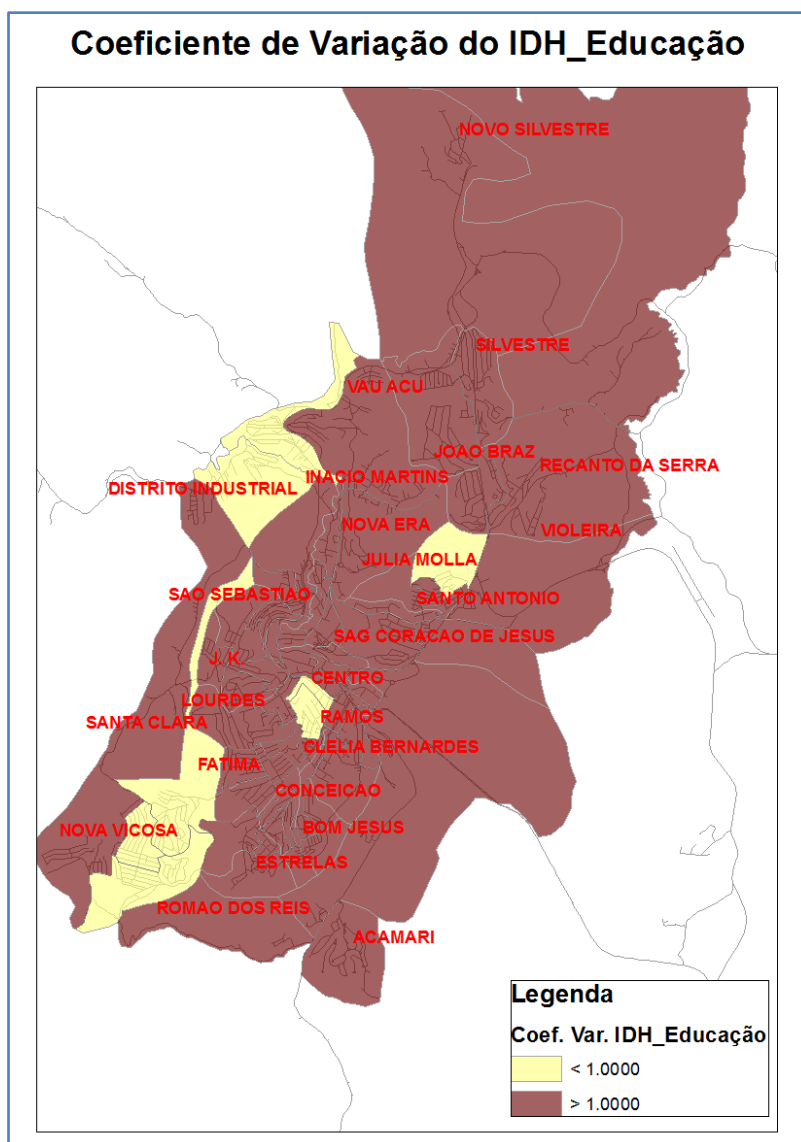 Coeficiente de Variação do IDH_Educação
NOVO SILVESTRE
SILVESTRE
VAU ACU
JOAO BRAZ
RECANTO DA SERRA
INACIO MARTINS
DISTRITO INDUSTRIAL
NOVA ERA
VIOLEIRA
JULIA MOLLA
SAO SEBASTIAO
SANTO ANTONIO
SAG CORACAO DE JESUS
J. K.
CENTRO
LOURDES
RAMOS
SANTA CLARA
CLELIA BERNARDES
FATIMA
CONCEICAO
NOVA VICOSA
BOM JESUS
ESTRELAS
ROMAO DOS REIS
ACAMARI
Legenda
Coef. Var. IDH_Educação
< 1.0000
> 1.0000